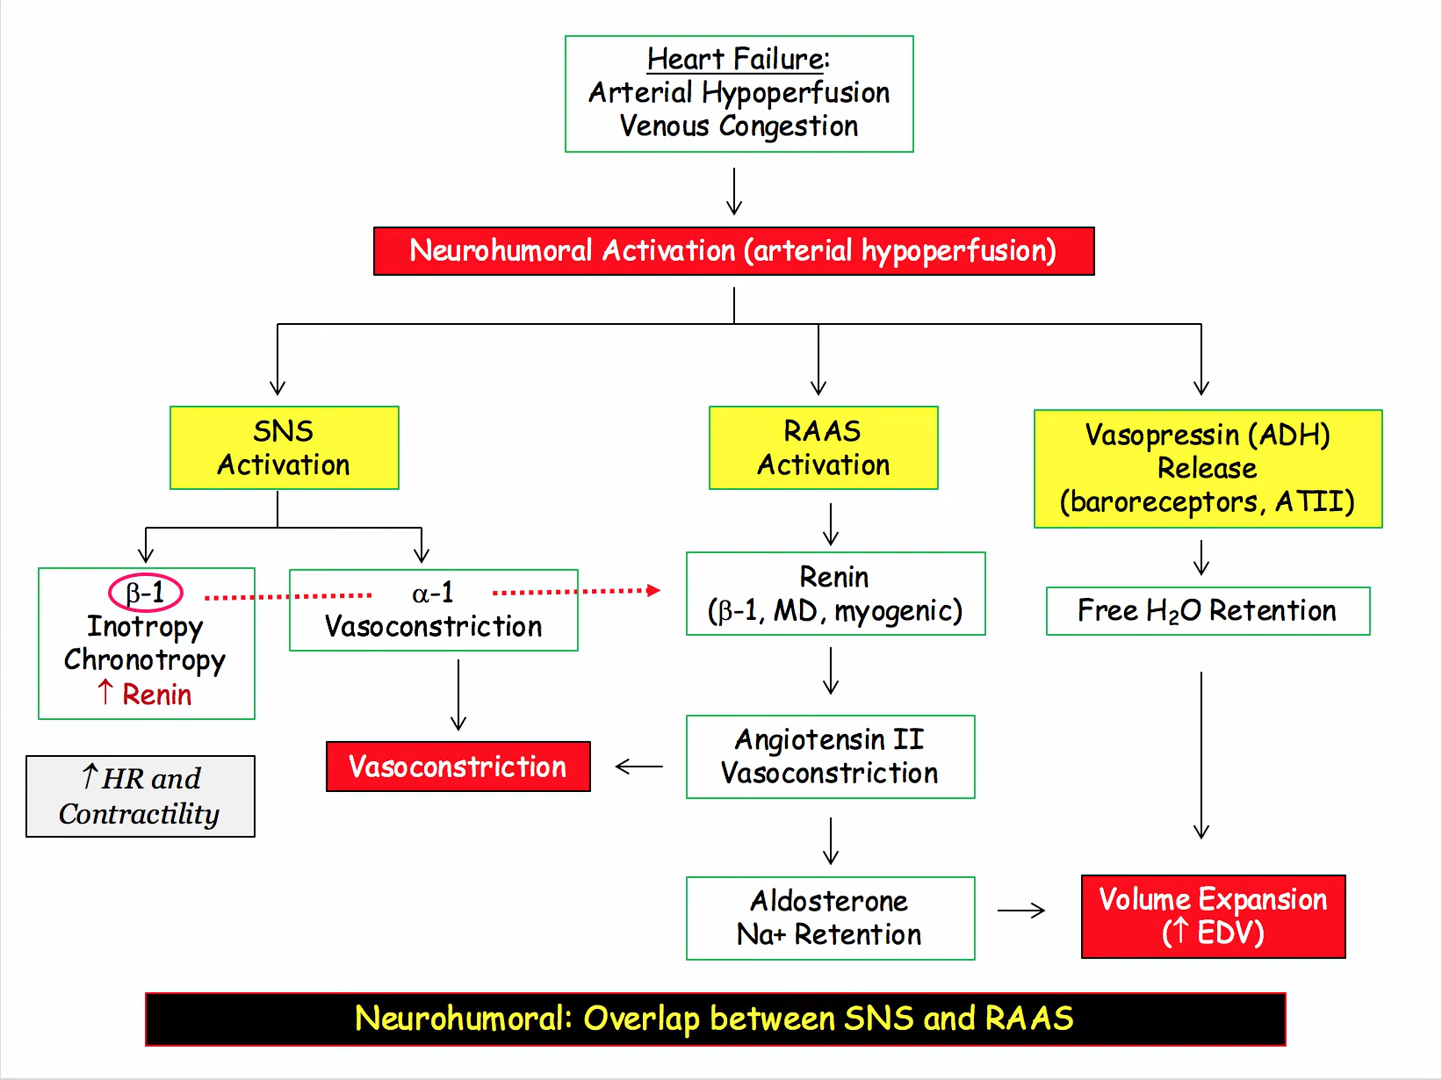 Heart Failure:
Arterial Hypoperfusion
Venous Congestion
Neurohumoral Activation (arterial hypoperfusion)
SNS
Activation
RAAS
Activation
Vasopressin (ADH)
Release
(baroreceptors, ATII)
β-1
Inotropy
Chronotropy
↑ Renin
α-1
Vasoconstriction
Renin
(β-1, MD, myogenic)
Free H₂O Retention
↑HR and
Contractility
Vasoconstriction
Angiotensin II
Vasoconstriction
Aldosterone
Na+ Retention
Volume Expansion
(↑ EDV)
Neurohumoral: Overlap between SNS and RAAS